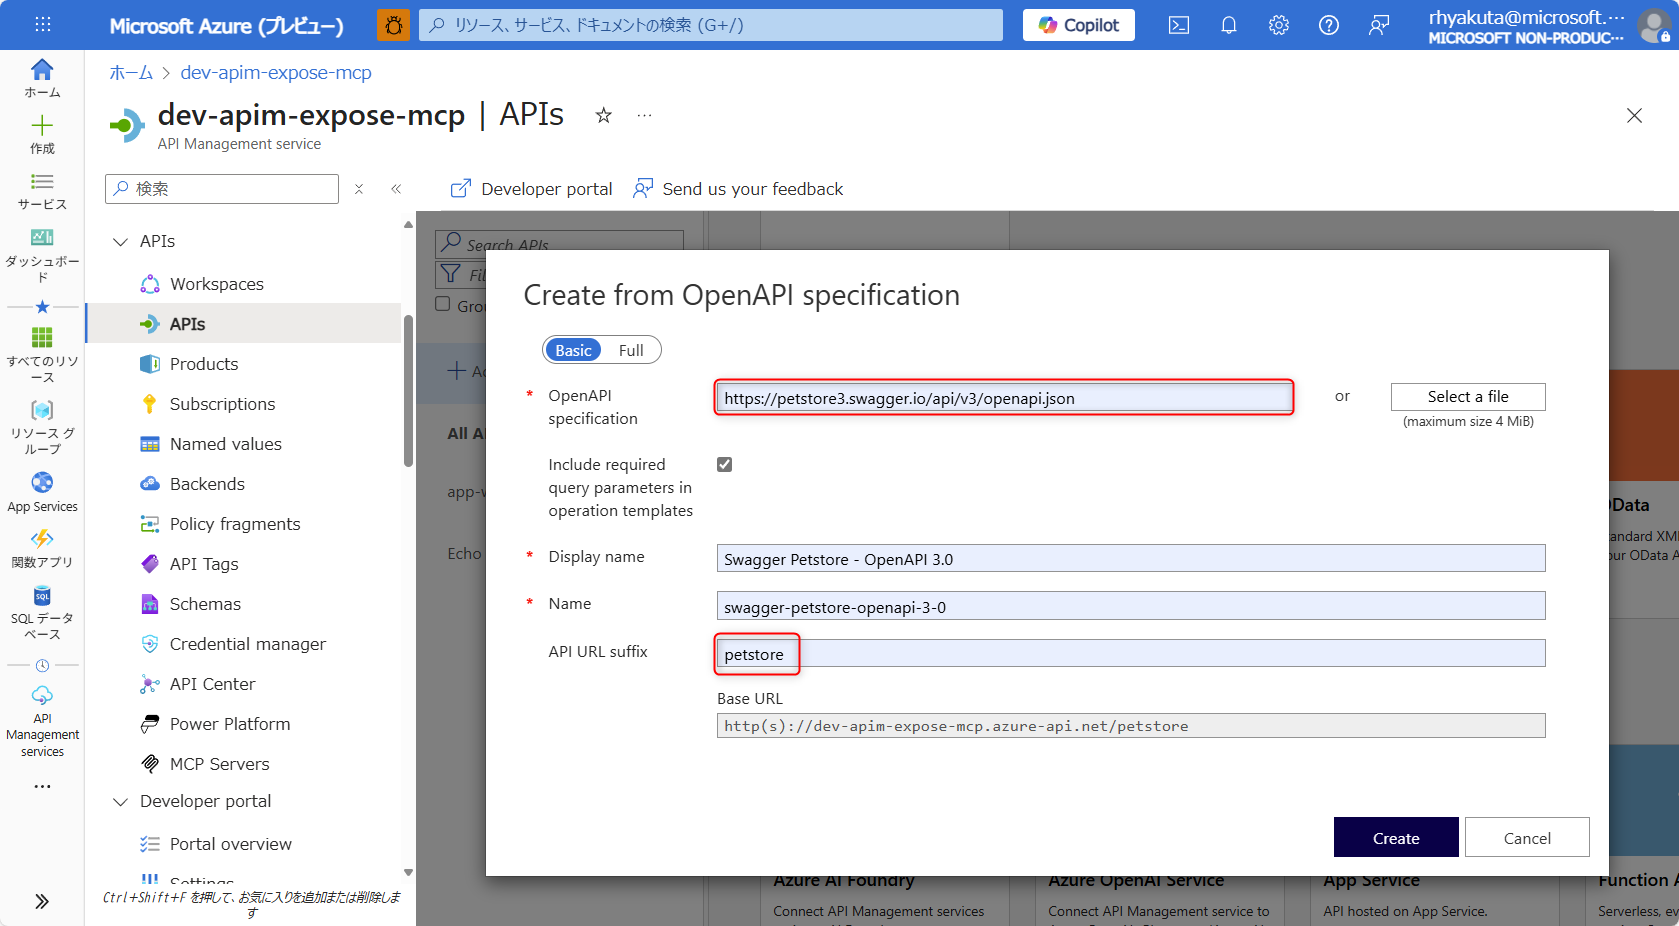 Microsoft Azure (プレビュー)
リソース、サービス、ドキュメントの検索 (G+/)
Copilot
rhyakuta@microsoft.…
MICROSOFT NON-PRODUC…
ホーム
作成
サービス
ダッシュボー
ド
すべてのリソ
ース
リソース グ
ループ
App Services
関数アプリ
SQL
SQL データ
ベース
API
Management
services
ホーム > dev-apim-expose-mcp
dev-apim-expose-mcp | APIs
API Management service
検索
Developer portal
Send us your feedback
APIs
Workspaces
APIs
Products
Subscriptions
Named values
Backends
Policy fragments
API Tags
Schemas
Credential manager
API Center
Power Platform
MCP Servers
Developer portal
Portal overview
Settings
Ctrl+Shift+F を押して、お気に入りを追加または削除しま
す
Search APIs
Fil
Grou
All A
app-w
Echo
Create from OpenAPI specification
Basic
Full
* OpenAPI
specification
https://petstore3.swagger.io/api/v3/openapi.json
or
Select a file
(maximum size 4 MiB)
Include required
query parameters in
operation templates
* Display name
Swagger Petstore - OpenAPI 3.0
* Name
swagger-petstore-openapi-3-0
API URL suffix
petstore
Base URL
http(s)://dev-apim-expose-mcp.azure-api.net/petstore
Create
Cancel
OData
tandard XM
our OData A
Azure AI Foundry
Connect API Management services
Azure OpenAI Service
Connect API Management service to
App Service
API hosted on App Service.
Function A
Serverless, ev